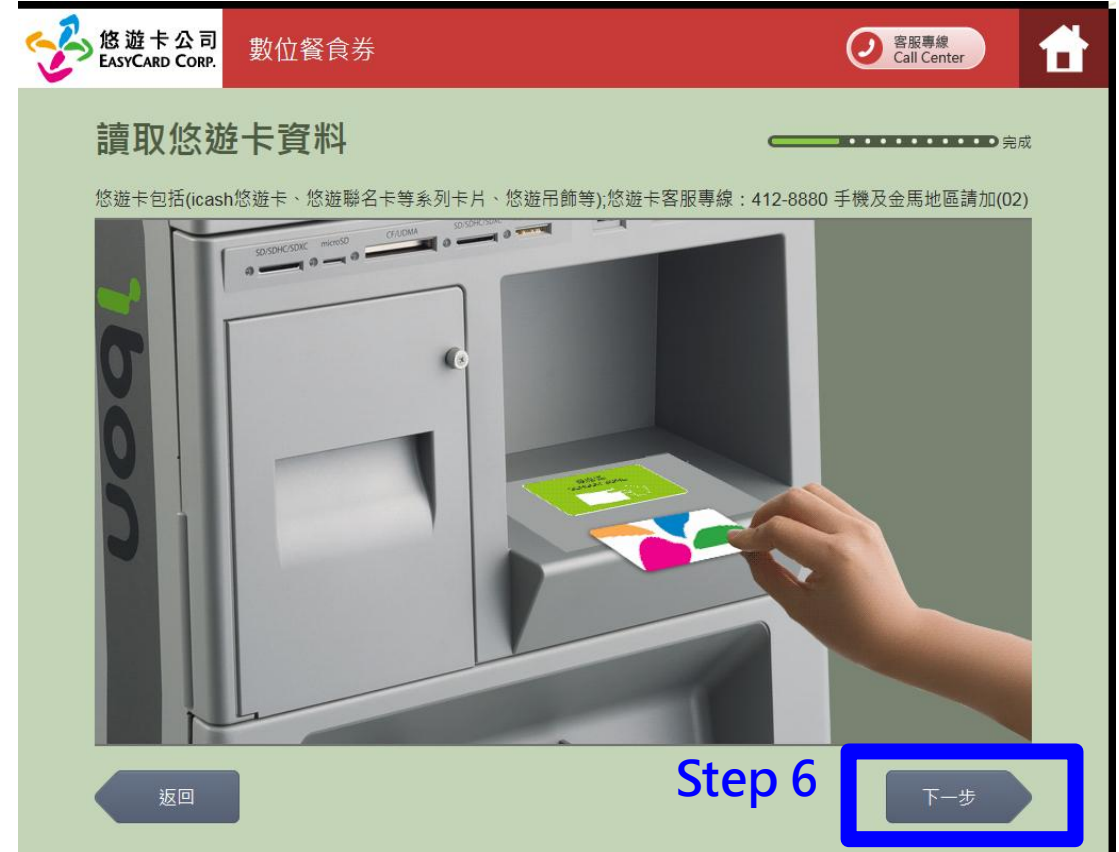 悠遊卡公司
EASYCARD CORP.
數位餐食券
客服專線
Call Center
讀取悠遊卡資料
完成
悠遊卡包括(icash悠遊卡、悠遊聯名卡等系列卡片、悠遊吊飾等);悠遊卡客服專線：412-8880 手機及金馬地區請加(02)
SD/SDHC/SDXC
microSD
CF/UDMA
SD/SDHC/SDXC
ibon
返回
Step 6
下一步